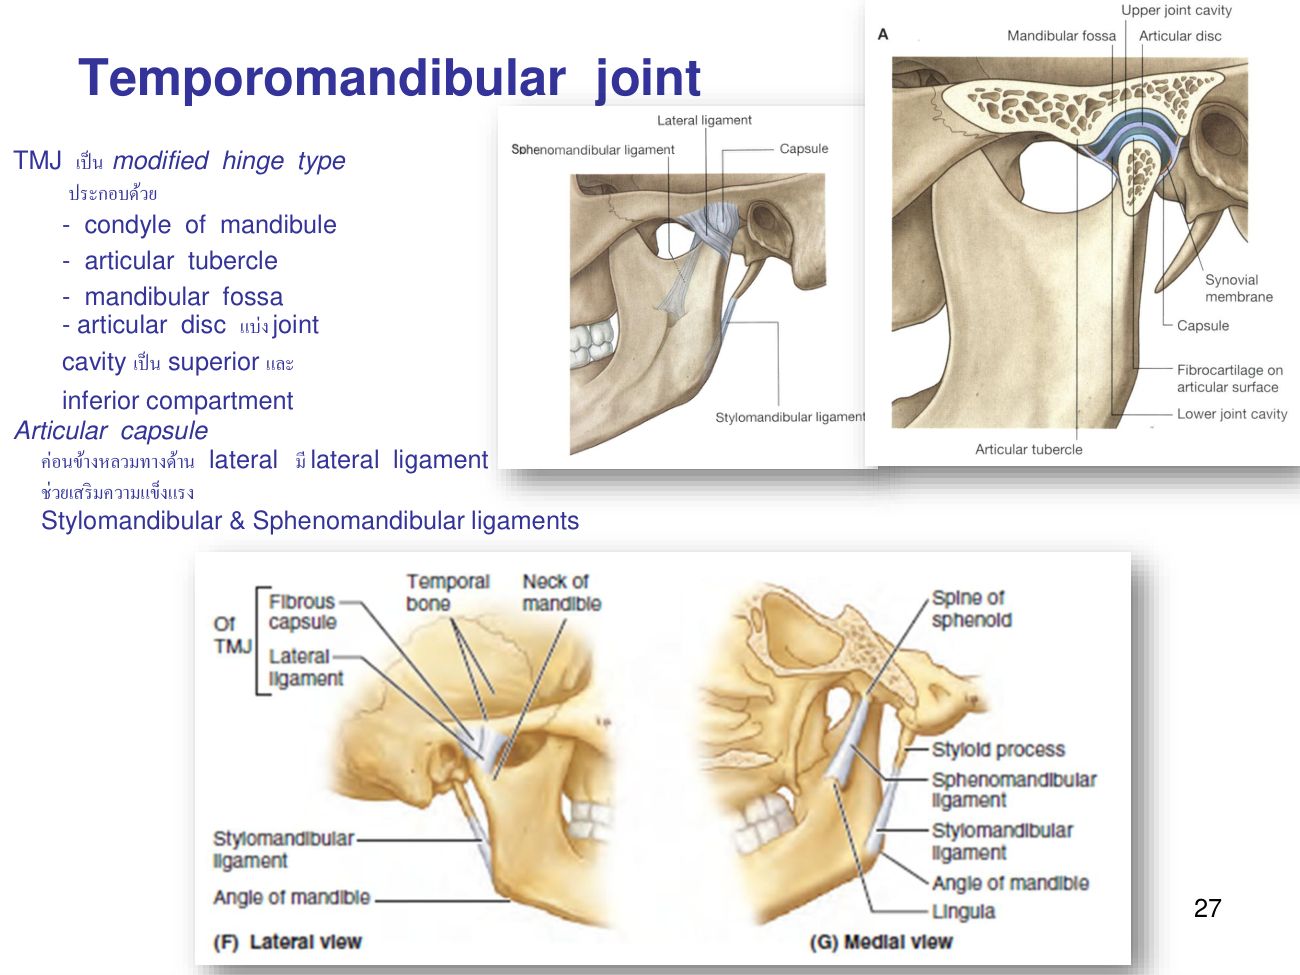 Temporomandibular joint
TMJ เป็น modified hinge type
ประกอบด้วย
- condyle of mandibule
- articular tubercle
- mandibular fossa
- articular disc แบ่ง joint
cavity เป็น superior และ
inferior compartment
Articular capsule
ค่อนข้างหลวมทางด้าน lateral มี lateral ligament
ช่วยเสริมความแข็งแรง
Stylomandibular & Sphenomandibular ligaments
Lateral ligament
Sphenomandibular ligament
Capsule
Stylomandibular ligament
A
Upper joint cavity
Mandibular fossa
Articular disc
Synovial
membrane
Capsule
Fibrocartilage on
articular surface
Lower joint cavity
Articular tubercle
Of
TMJ
Fibrous
capsule
Lateral
ligament
Temporal
bone
Neck of
mandible
Stylomandibular
ligament
Angle of mandible
(F) Lateral view
Spine of
sphenoid
Styloid process
Sphenomandibular
ligament
Stylomandibular
ligament
Angle of mandible
Lingula
(G) Medial view
27